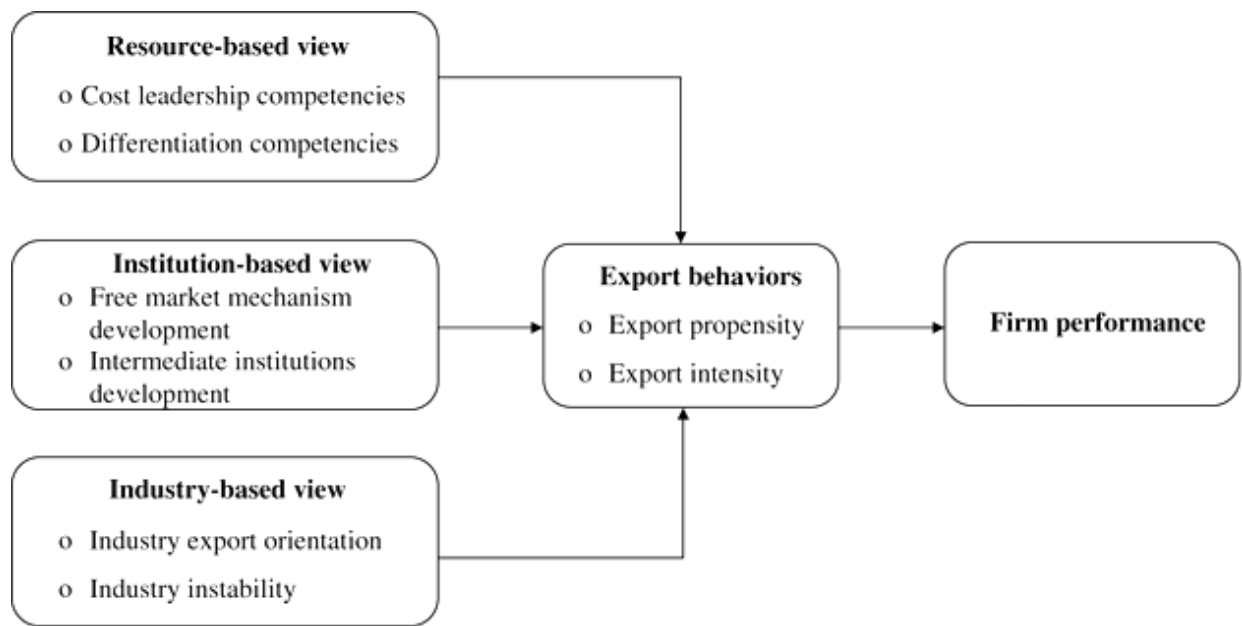 Resource-based view
o Cost leadership competencies
o Differentiation competencies
Institution-based view
o Free market mechanism
development
o Intermediate institutions
development
Industry-based view
o Industry export orientation
o Industry instability
Export behaviors
o Export propensity
o Export intensity
Firm performance